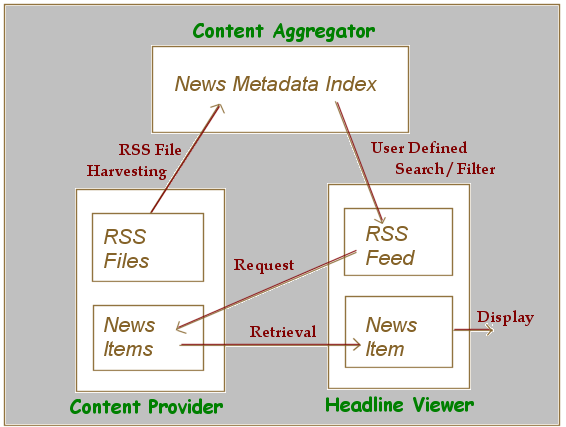 Content Aggregator
News Metadata Index
RSS File
Harvesting
User Defined
Search / Filter
RSS
Files
RSS
Feed
Request
News
Items
Retrieval
News
Item
Display
Content Provider
Headline Viewer